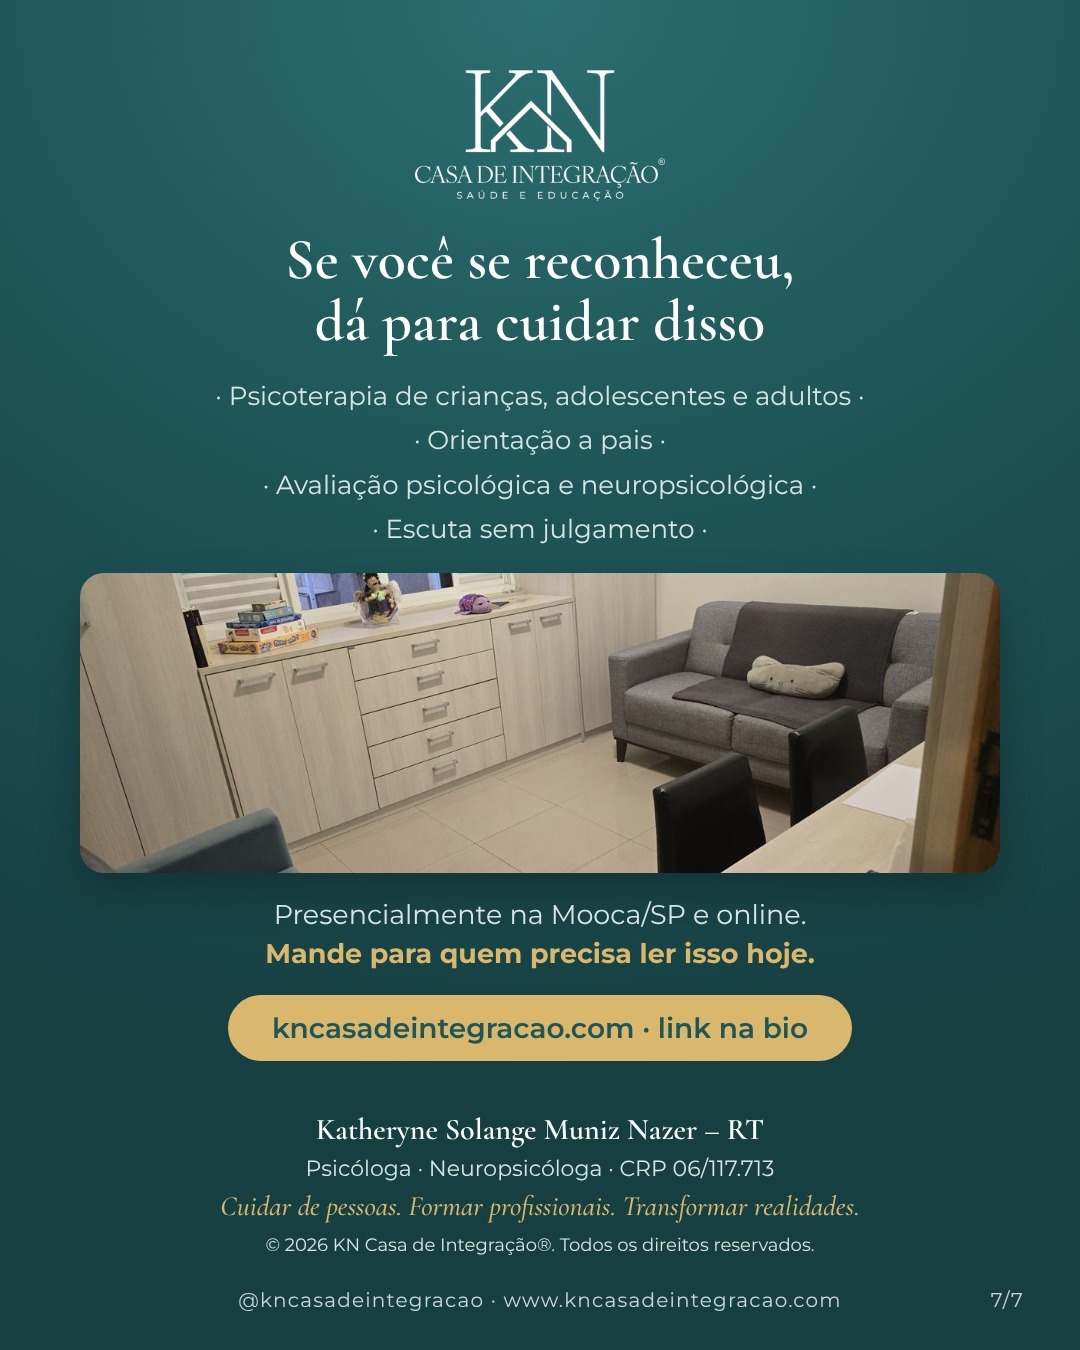 KN
CASA DE INTEGRAÇÃO®
SAÚDE E EDUCAÇÃO
Se você se reconheceu,
dá para cuidar disso
· Psicoterapia de crianças, adolescentes e adultos ·
· Orientação a pais ·
· Avaliação psicológica e neuropsicológica ·
· Escuta sem julgamento ·
Presencialmente na Mooca/SP e online.
Mande para quem precisa ler isso hoje.
kncasadeintegracao.com · link na bio
Katheryne Solange Muniz Nazer – RT
Psicóloga · Neuropsicóloga · CRP 06/117.713
Cuidar de pessoas. Formar profissionais. Transformar realidades.
© 2026 KN Casa de Integração®. Todos os direitos reservados.
@kncasadeintegracao · www.kncasadeintegracao.com
7/7